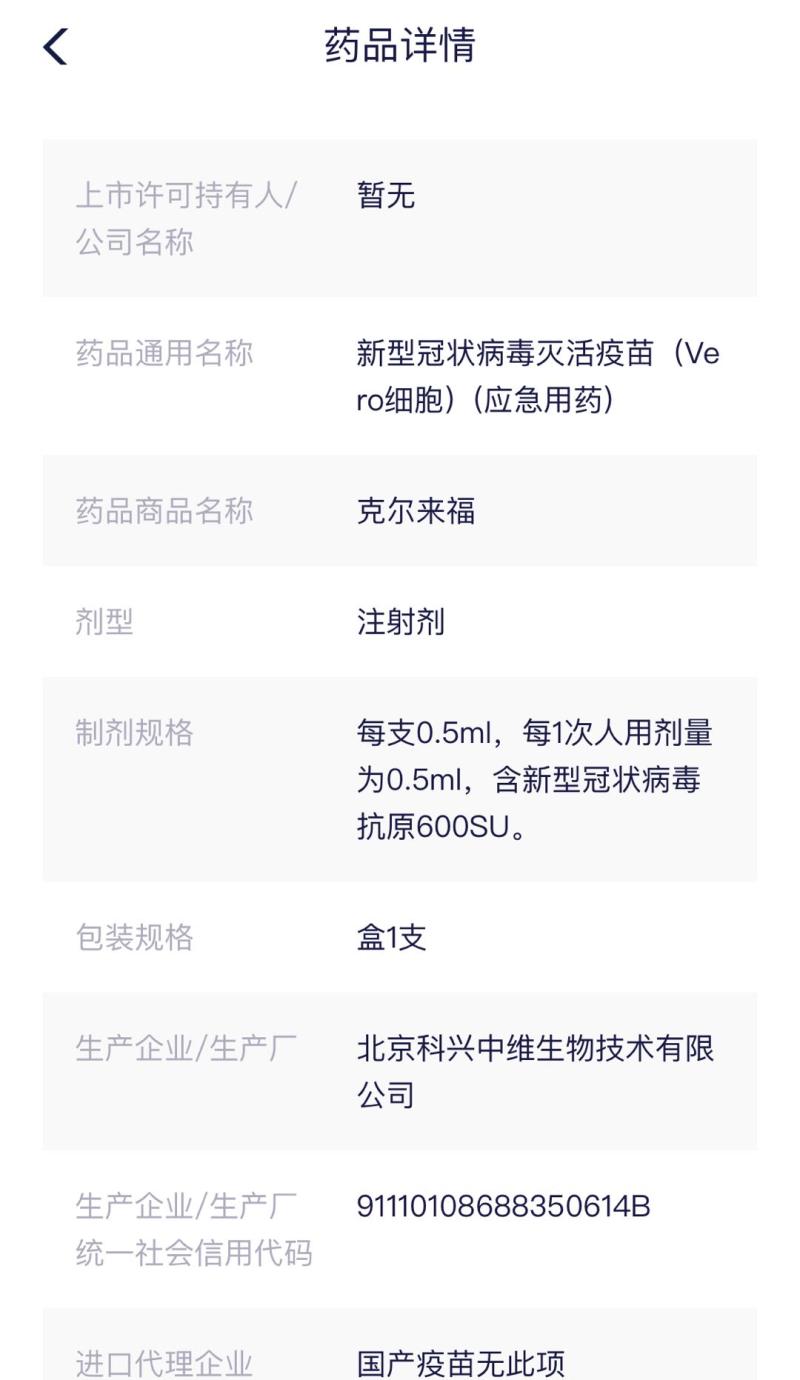 药品详情
上市许可持有人/ 暂无
公司名称
药品通用名称 新型冠状病毒灭活疫苗（Ve
ro细胞）（应急用药）
药品商品名称 克尔来福
剂型 注射剂
制剂规格 每支0.5ml，每1次人用剂量
为0.5ml，含新型冠状病毒
抗原600SU。
包装规格 盒1支
生产企业/生产厂 北京科兴中维生物技术有限
公司
生产企业/生产厂 91110108688350614B
统一社会信用代码
进口代理企业 国产疫苗无此项